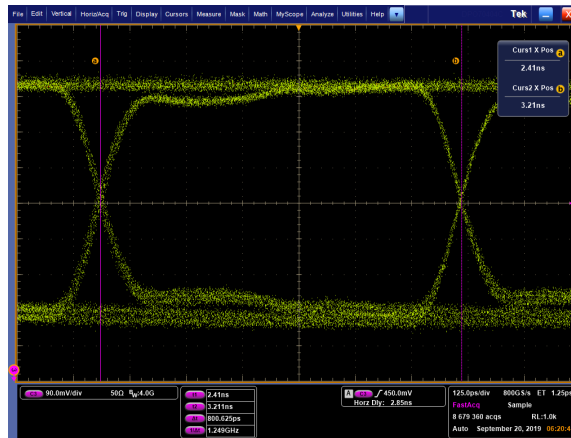 File Edit Vertical Horiz/Acq Trig Display Cursors Measure Mask Math MyScope Analyze Utilities Help Tek X
a b
Curs1 X Pos a
2.41ns
Curs2 X Pos b
3.21ns
90.0mV/div 50Ω 4.0G
2.41ns
3.211ns
800.625ps
1.249GHz
A 450.0mV
Horz Dly: 2.85ns
125.0ps/div 800GS/s ET 1.25ps
FastAcq Sample
8 679 360 acqs RL:1.0k
Auto September 20, 2019